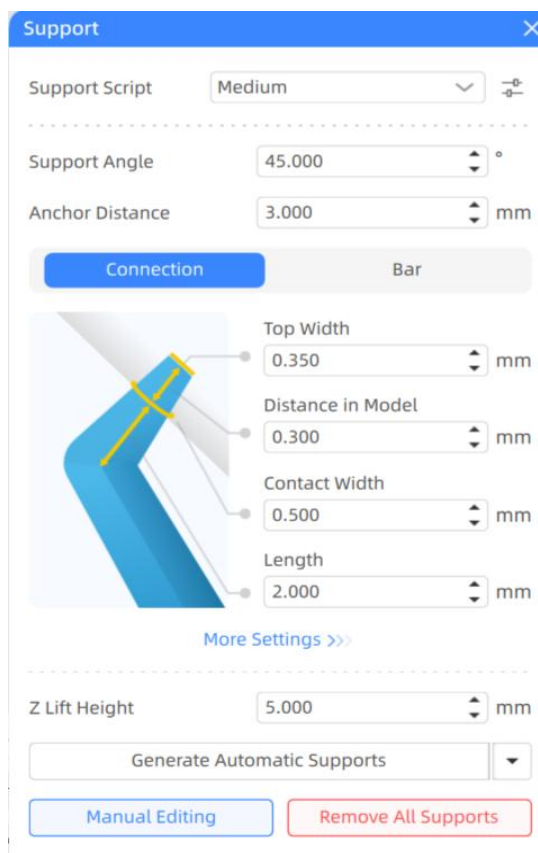 Support
Support Script Medium
Support Angle 45.000 °
Anchor Distance 3.000 mm
Connection Bar
Top Width
0.350 mm
Distance in Model
0.300 mm
Contact Width
0.500 mm
Length
2.000 mm
More Settings
Z Lift Height 5.000 mm
Generate Automatic Supports
Manual Editing Remove All Supports